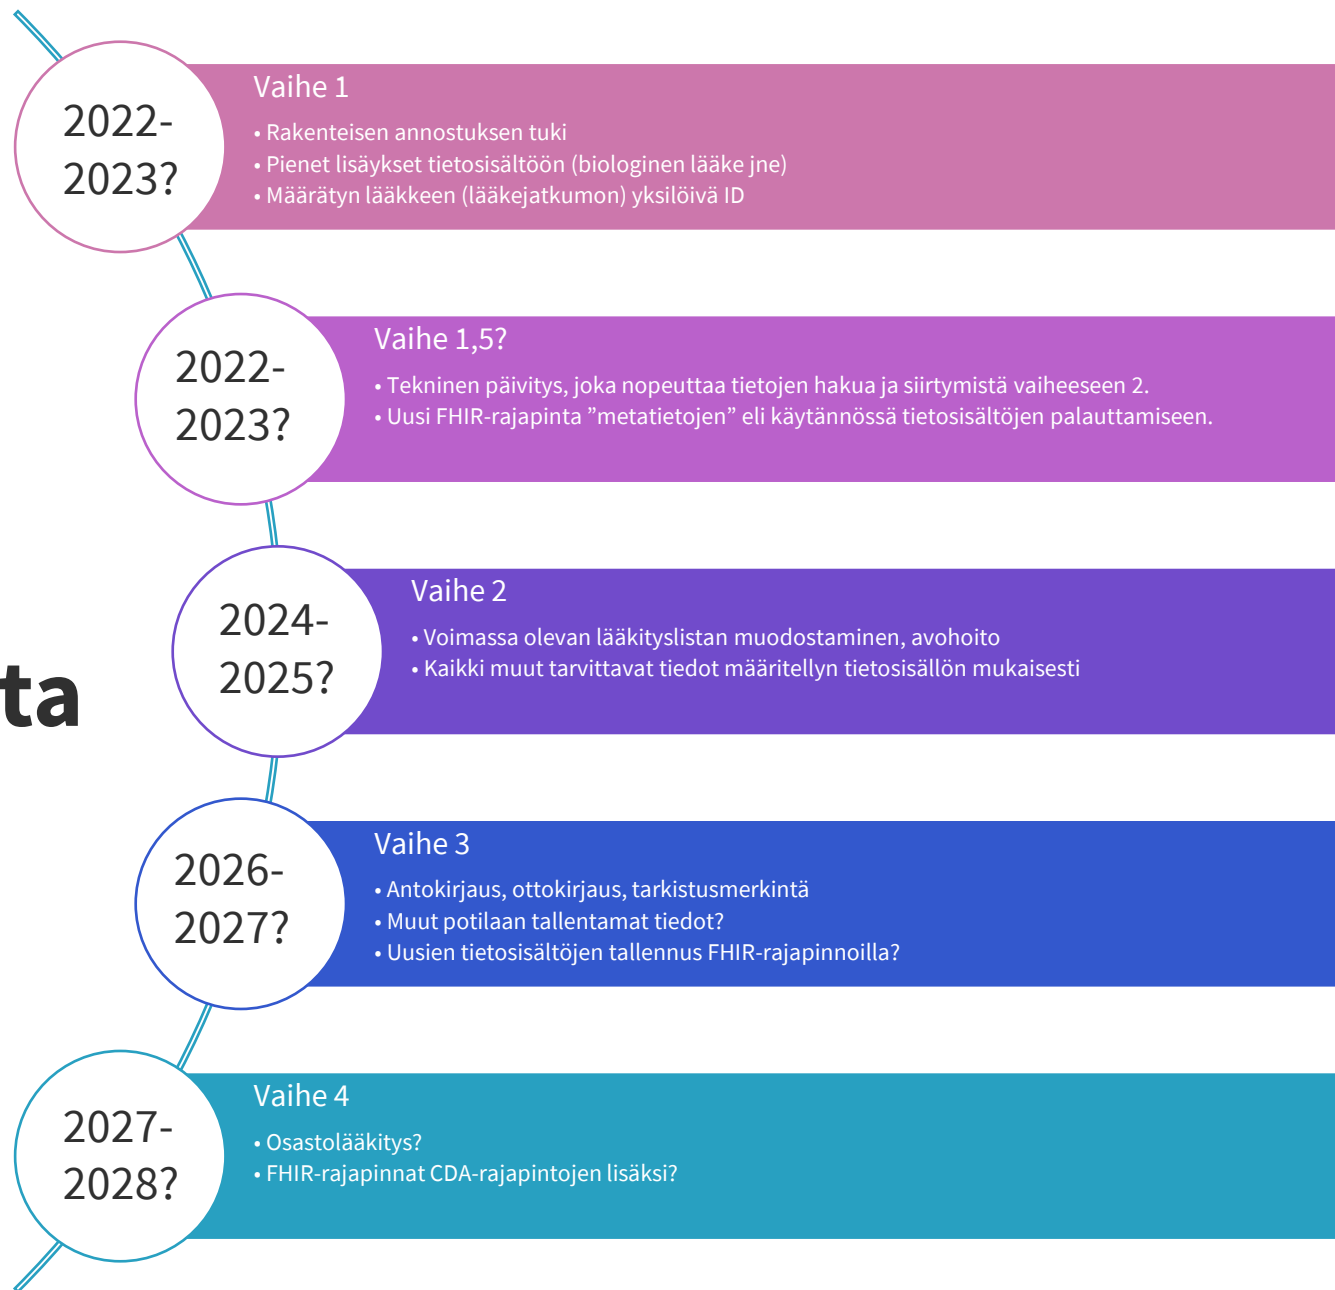 2022-
2023?
Vaihe 1
• Rakenteisen annostuksen tuki
• Pienet lisäykset tietosisältöön (biologinen lääke jne)
• Määrätyn lääkkeen (lääkejatkumon) yksilöivä ID
2022-
2023?
Vaihe 1,5?
• Tekninen päivitys, joka nopeuttaa tietojen hakua ja siirtymistä vaiheeseen 2.
• Uusi FHIR-rajapinta ”metatietojen” eli käytännössä tietosisältöjen palauttamiseen.
ta
2024-
2025?
Vaihe 2
• Voimassa olevan lääkityslistan muodostaminen, avohoito
• Kaikki muut tarvittavat tiedot määritellyn tietosisällön mukaisesti
2026-
2027?
Vaihe 3
• Antokirjaus, ottokirjaus, tarkistusmerkintä
• Muut potilaan tallentamat tiedot?
• Uusien tietosisältöjen tallennus FHIR-rajapinnoilla?
2027-
2028?
Vaihe 4
• Osastolääkitys?
• FHIR-rajapinnat CDA-rajapintojen lisäksi?